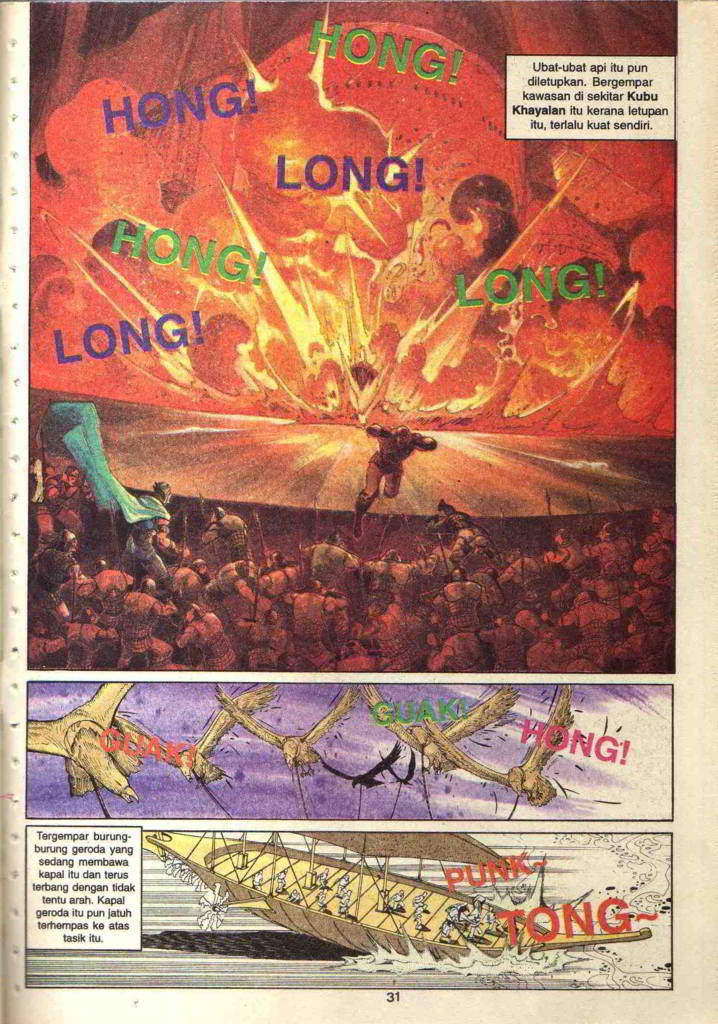 HONG!
HONG!
LONG!
HONG!
LONG!
LONG!
Ubat-ubat api itu pun
diletupkan. Bergempar
kawasan di sekitar Kubu
Khayalan itu kerana letupan
itu, terlalu kuat sendiri.
GUAK!
GUAK!
HONG!
Tergempar burung-
burung geroda yang
sedang membawa
kapal itu dan terus
terbang dengan tidak
tentu arah. Kapal
geroda itu pun jatuh
terhempas ke atas
tasik itu.
PUNK~
TONG~
31